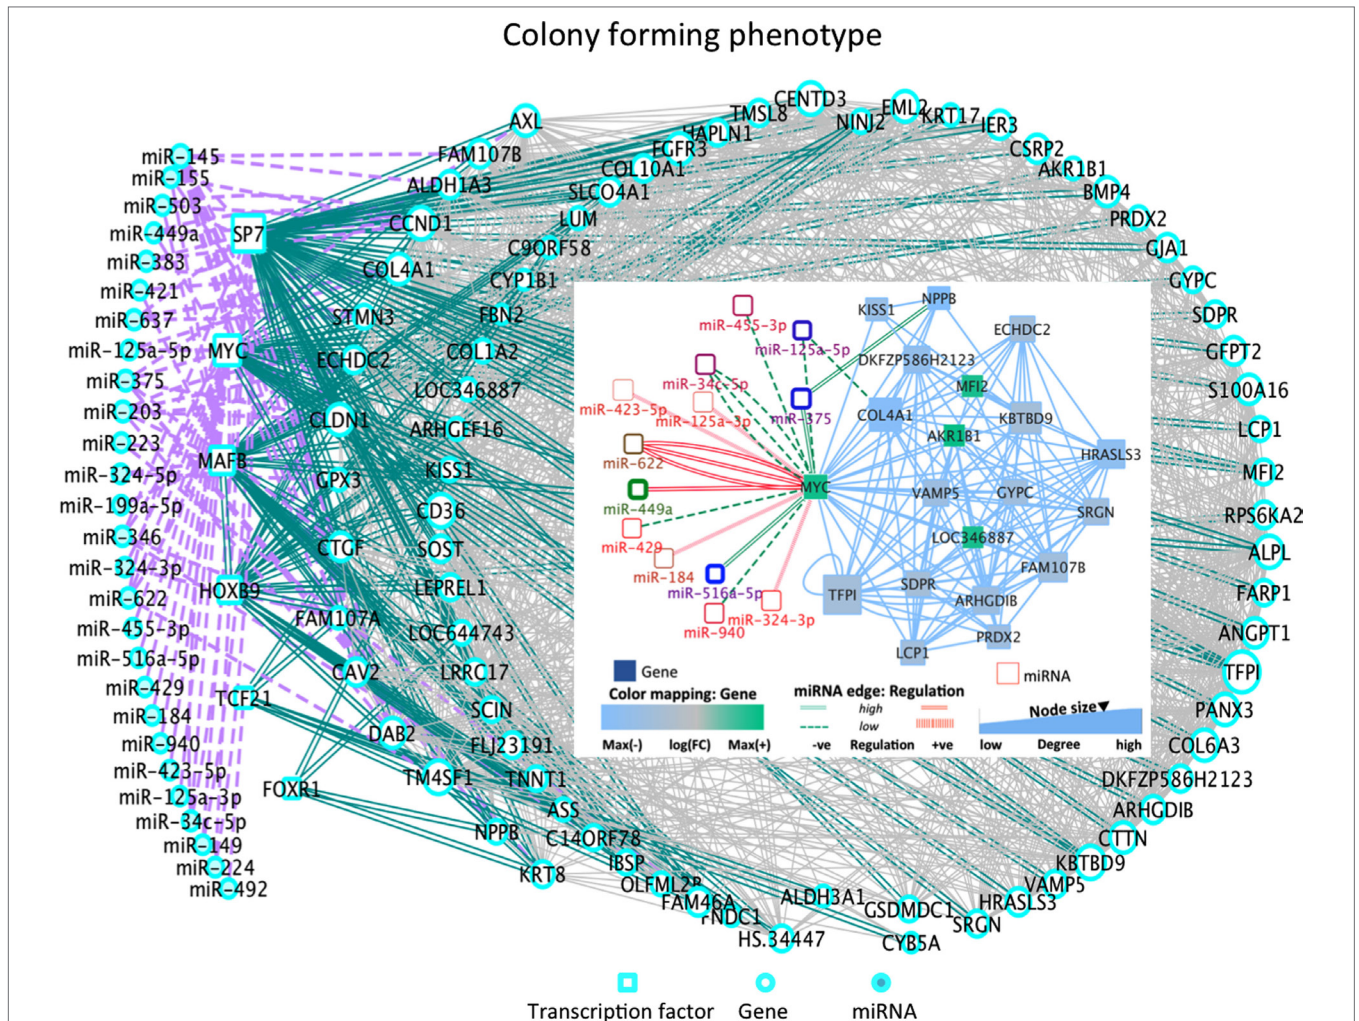 Colony forming phenotype
miR-145
miR-155
miR-503
miR-449a
miR-383
miR-421
miR-637
miR-125a-5p
miR-375
miR-203
miR-223
miR-324-5p
miR-199a-5p
miR-346
miR-324-3p
miR-622
miR-455-3p
miR-516a-5p
miR-429
miR-184
miR-940
miR-423-5p
miR-125a-3p
miR-34c-5p
miR-149
miR-224
miR-492
SP7
MYC
MAFB
HOXB9
TCF21
FOXR1
AXL
FAM107B
ALDH1A3
CCND1
COL4A1
STMN3
ECHDC2
CLDN1
GPX3
CTGF
FAM107A
CAV2
DAB2
TM4SF1
NPPB
KRT8
CENTD3
TMSL8
HAPLN1
FGFR3
COL10A1
SLCO4A1
LUM
C9ORF58
CYP1B1
FBN2
COL1A2
LOC346887
ARHGEF16
KISS1
CD36
SOST
LEPREL1
LOC644743
LRRC17
SCIN
FLJ23191
TNNT1
ASS
C14ORF78
IBSP
OLFML2B
FAM46A
FNDC1
HS.34447
NINJ2
EML2
KRT17
IER3
CSRP2
AKR1B1
BMP4
PRDX2
GJA1
GYPC
SDPR
GFPT2
S100A16
LCP1
MFI2
RPS6KA2
ALPL
FARP1
ANGPT1
TFPI
PANX3
COL6A3
DKFZP586H2123
ARHGDIB
CTTN
KBTBD9
VAMP5
HRASLS3
SRGN
GSDMDC1
CYB5A
ALDH3A1
miR-455-3p
miR-125a-5p
miR-34c-5p
miR-423-5p
miR-125a-3p
miR-375
miR-622
miR-449a
miR-429
miR-184
miR-516a-5p
miR-940
miR-324-3p
MYC
KISS1
NPPB
ECHDC2
DKFZP586H2123
MFI2
COL4A1
KBTBD9
AKR1B1
HRASLS3
VAMP5
GYPC
SRGN
LOC346887
FAM107B
SDPR
TFPI
ARHGDIB
PRDX2
LCP1
Gene
miRNA
Color mapping: Gene
Max(-) log(FC) Max(+)
miRNA edge: Regulation
high
low
-ve Regulation +ve
Node size
low Degree high
Transcription factor
Gene
miRNA